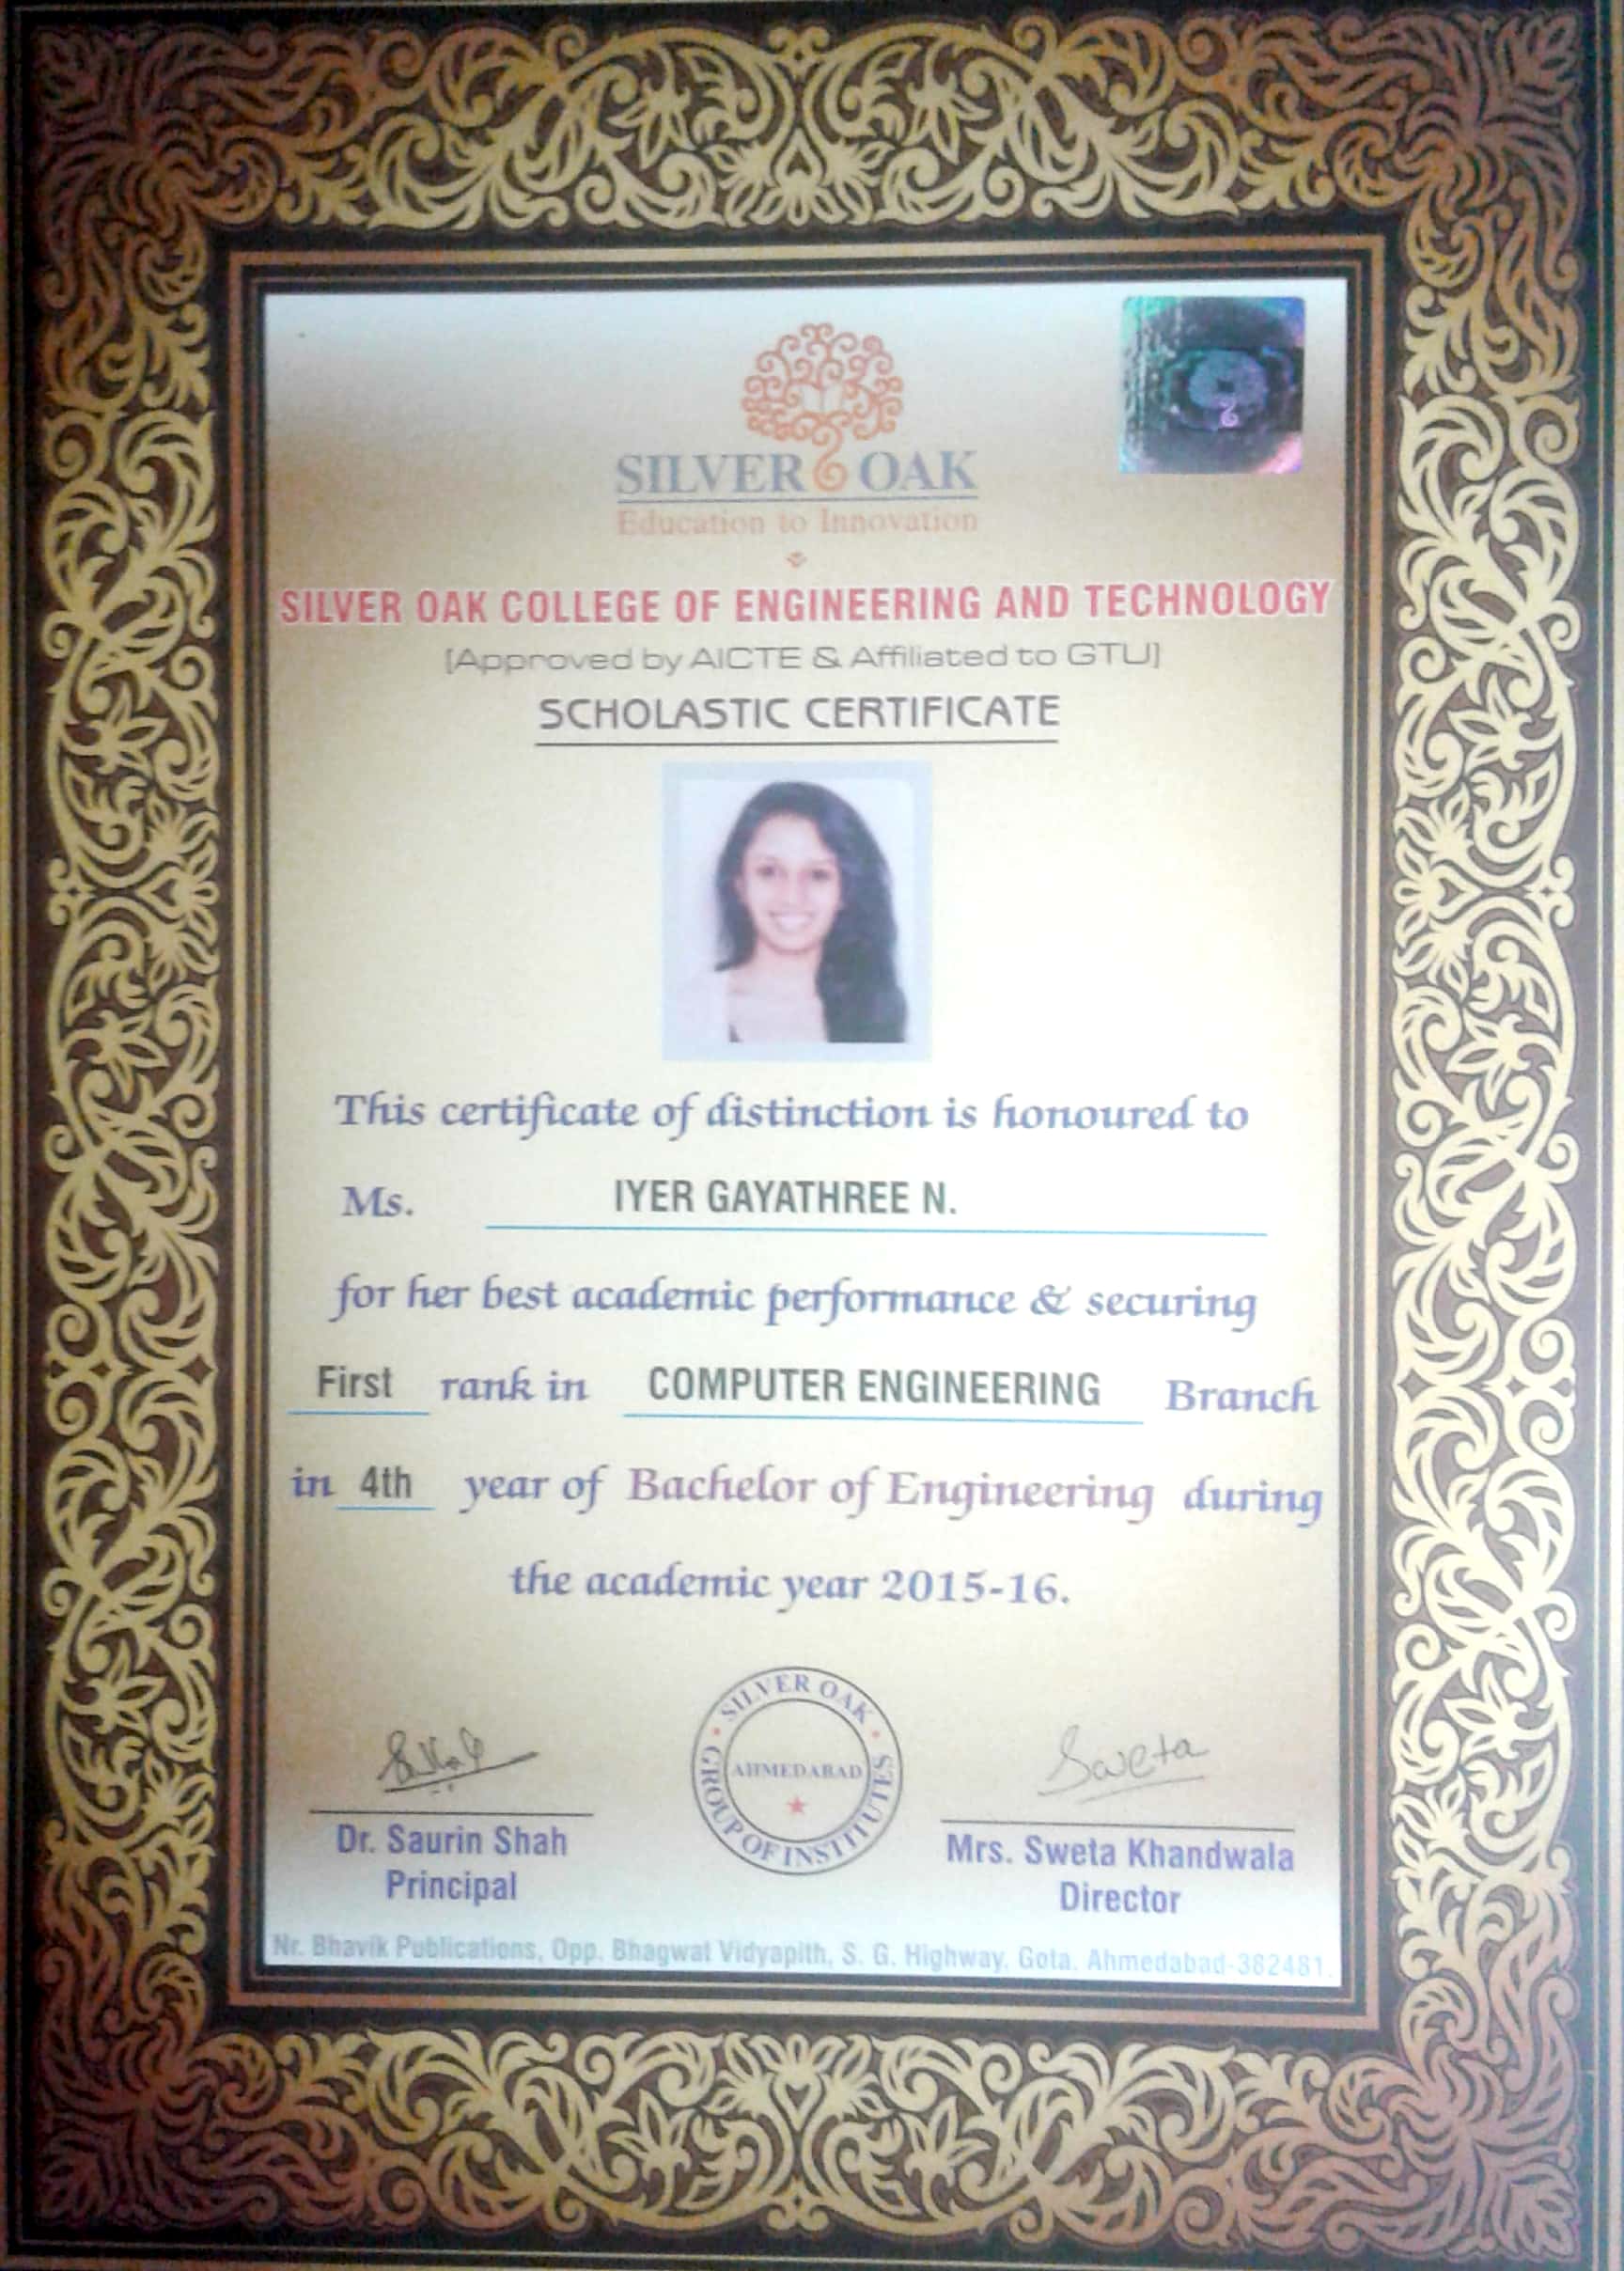 SILVER OAK
Education to Innovation
SILVER OAK COLLEGE OF ENGINEERING AND TECHNOLOGY
[Approved by AICTE & Affiliated to GTU]
SCHOLASTIC CERTIFICATE
This certificate of distinction is honoured to
Ms. IYER GAYATHREE N.
for her best academic performance & securing
First rank in COMPUTER ENGINEERING Branch
in 4th year of Bachelor of Engineering during
the academic year 2015-16.
SILVER OAK
GROUP OF INSTITUTES
AHMEDABAD
Sweta
Dr. Saurin Shah
Principal
Mrs. Sweta Khandwala
Director
Nr. Bhavik Publications, Opp. Bhagwat Vidyapith, S. G. Highway, Gota. Ahmedabad-382481.